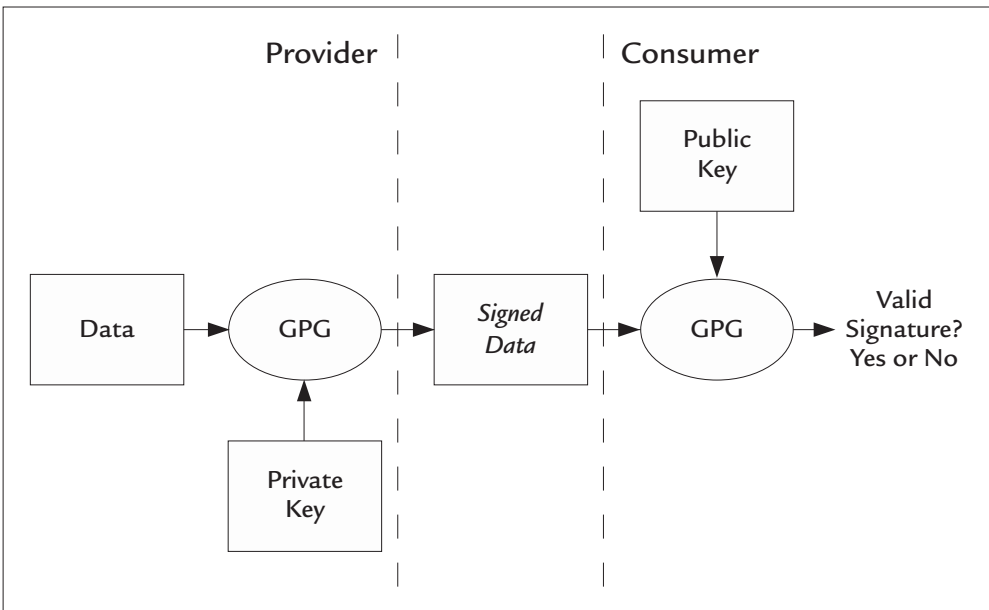 Provider
Consumer
Public
Key
Data
GPG
Signed
Data
GPG
Valid
Signature?
Yes or No
Private
Key